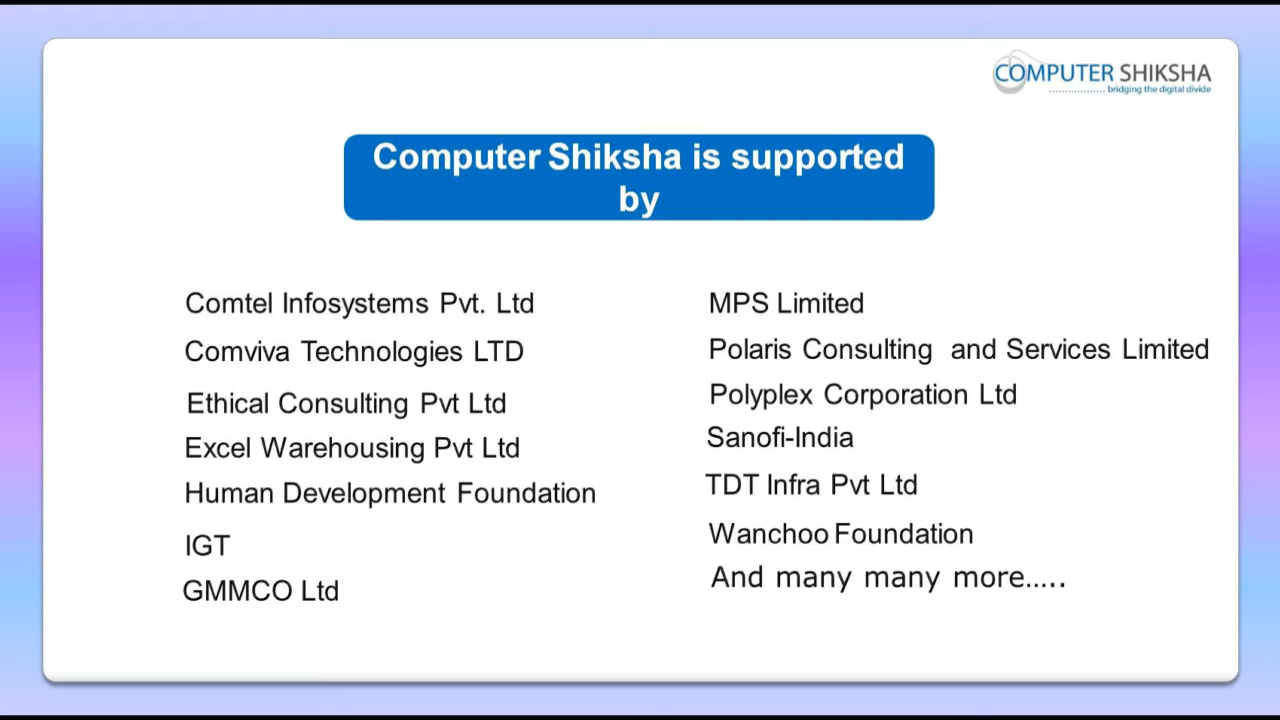 COMPUTER SHIKSHA
bridging the digital divide
Computer Shiksha is supported
by
Comtel Infosystems Pvt. Ltd
Comviva Technologies LTD
Ethical Consulting Pvt Ltd
Excel Warehousing Pvt Ltd
Human Development Foundation
IGT
GMMCO Ltd
MPS Limited
Polaris Consulting and Services Limited
Polyplex Corporation Ltd
Sanofi-India
TDT Infra Pvt Ltd
Wanchoo Foundation
And many many more.....